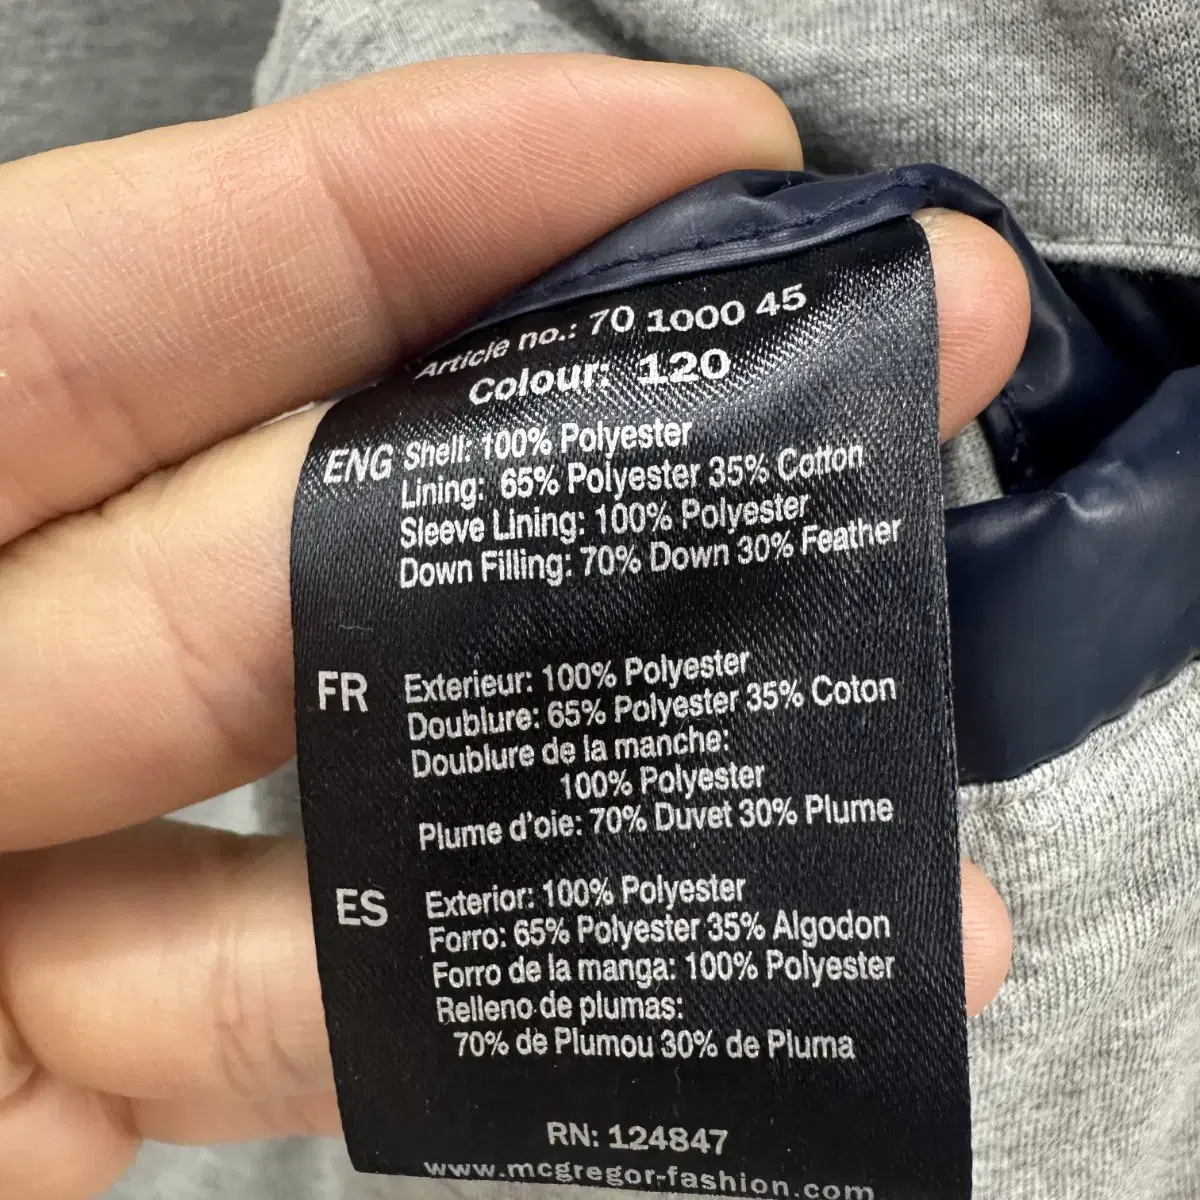 Article no.: 70 1000 45
Colour: 120
ENG Shell: 100% Polyester
Lining: 65% Polyester 35% Cotton
Sleeve Lining: 100% Polyester
Down Filling: 70% Down 30% Feather
FR Exterieur: 100% Polyester
Doublure: 65% Polyester 35% Coton
Doublure de la manche:
100% Polyester
Plume d'oie: 70% Duvet 30% Plume
ES Exterior: 100% Polyester
Forro: 65% Polyester 35% Algodon
Forro de la manga: 100% Polyester
Relleno de plumas:
70% de Plumou 30% de Pluma
RN: 124847
www.mcgregor-fashion.com